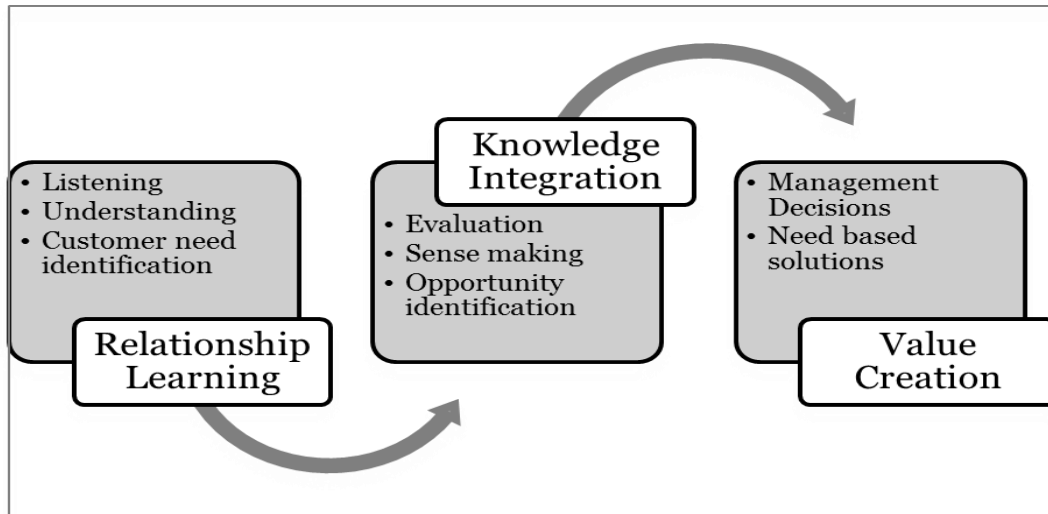 • Listening
• Understanding
• Customer need
identification
Relationship
Learning
Knowledge
Integration
• Evaluation
• Sense making
• Opportunity
identification
• Management
Decisions
• Need based
solutions
Value
Creation